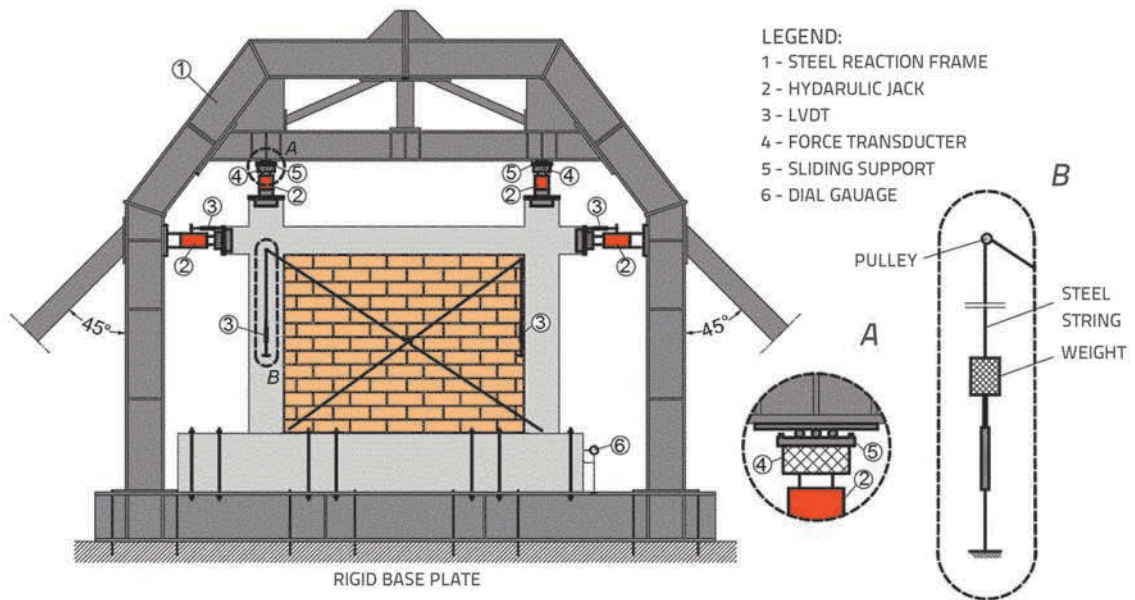 LEGEND:
1 - STEEL REACTION FRAME
2 - HYDARULIC JACK
3 - LVDT
4 - FORCE TRANSDUCTER
5 - SLIDING SUPPORT
6 - DIAL GAUAGE
①
A
④
⑤
②
⑤
④
②
③
②
③
②
45°
45°
③
B
③
⑥
RIGID BASE PLATE
A
④
⑤
②
B
PULLEY
STEEL
STRING
WEIGHT